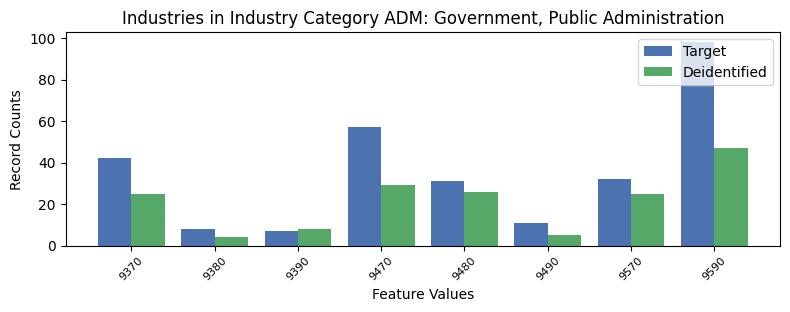 Industries in Industry Category ADM: Government, Public Administration
Target
Deidentified
Record Counts
100
80
60
40
20
0
9370
9380
9390
9470
9480
9490
9570
9590
Feature Values